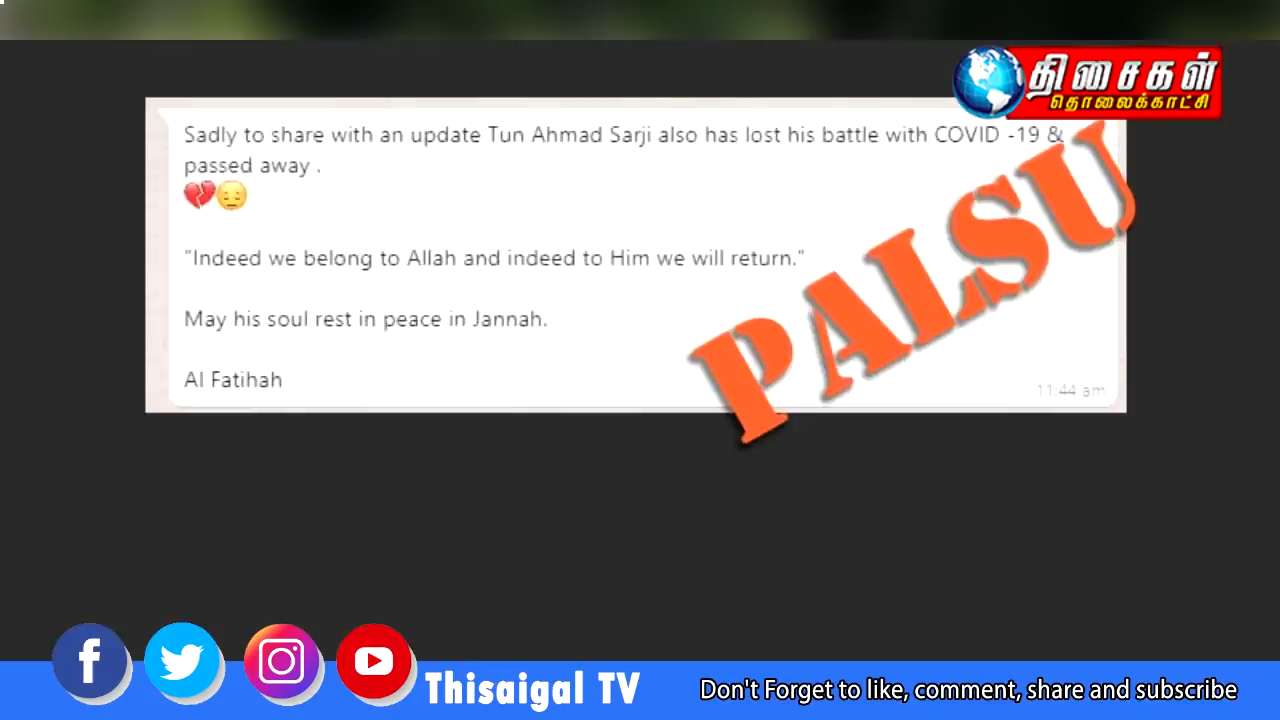 திசைகள்
தொலைக்காட்சி
Sadly to share with an update Tun Ahmad Sarji also has lost his battle with COVID -19 &
passed away .
💔😑
"Indeed we belong to Allah and indeed to Him we will return."
May his soul rest in peace in Jannah.
Al Fatihah
11:44 am
PALSU
Thisaigal TV
Don't Forget to like, comment, share and subscribe